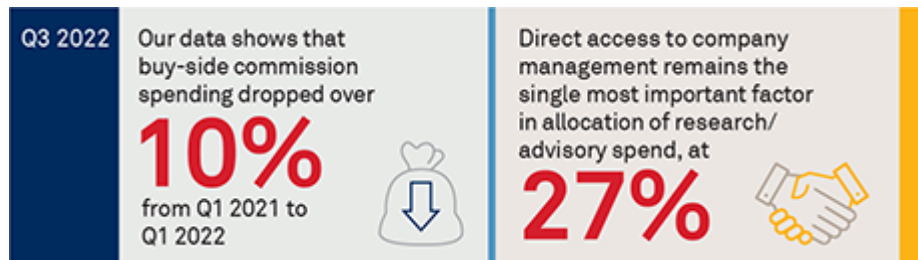 Q3 2022
Our data shows that
buy-side commission
spending dropped over
10%
from Q1 2021 to
Q1 2022
Direct access to company
management remains the
single most important factor
in allocation of research/
advisory spend, at
27%